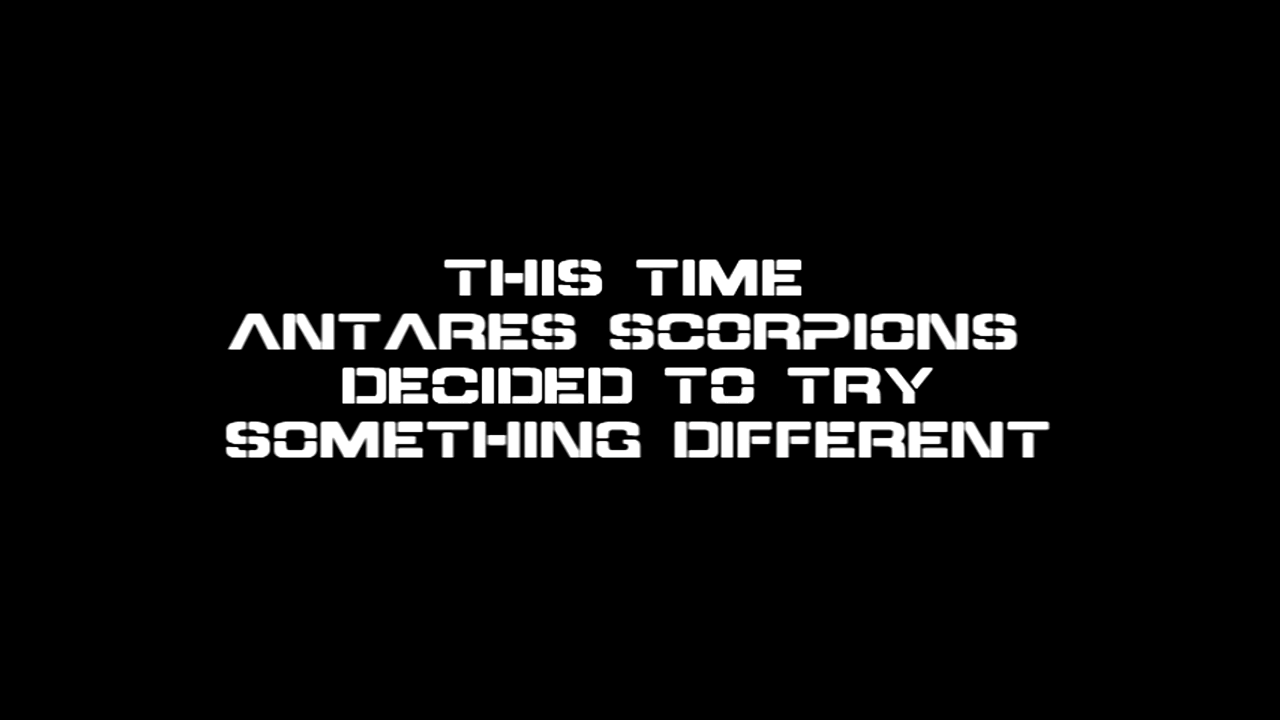 THIS TIME
ANTARES SCORPIONS
DECIDED TO TRY
SOMETHING DIFFERENT